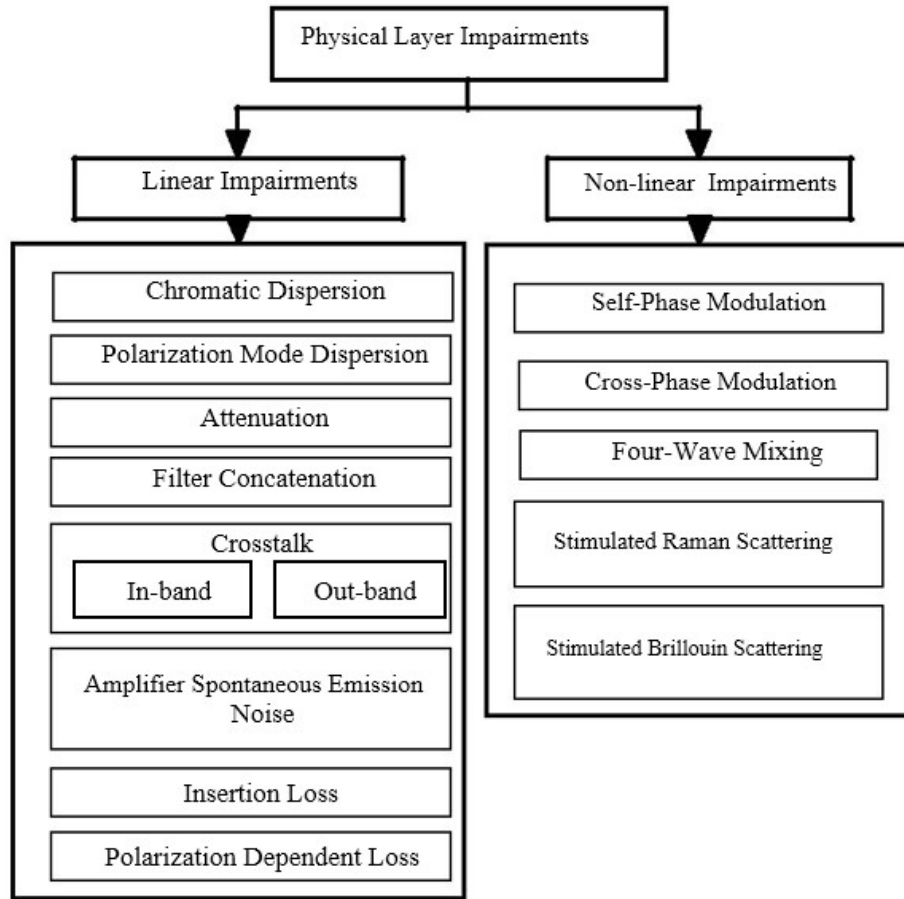 Physical Layer Impairments
Linear Impairments
Non-linear Impairments
Chromatic Dispersion
Polarization Mode Dispersion
Attenuation
Filter Concatenation
Crosstalk
In-band
Out-band
Amplifier Spontaneous Emission
Noise
Insertion Loss
Polarization Dependent Loss
Self-Phase Modulation
Cross-Phase Modulation
Four-Wave Mixing
Stimulated Raman Scattering
Stimulated Brillouin Scattering